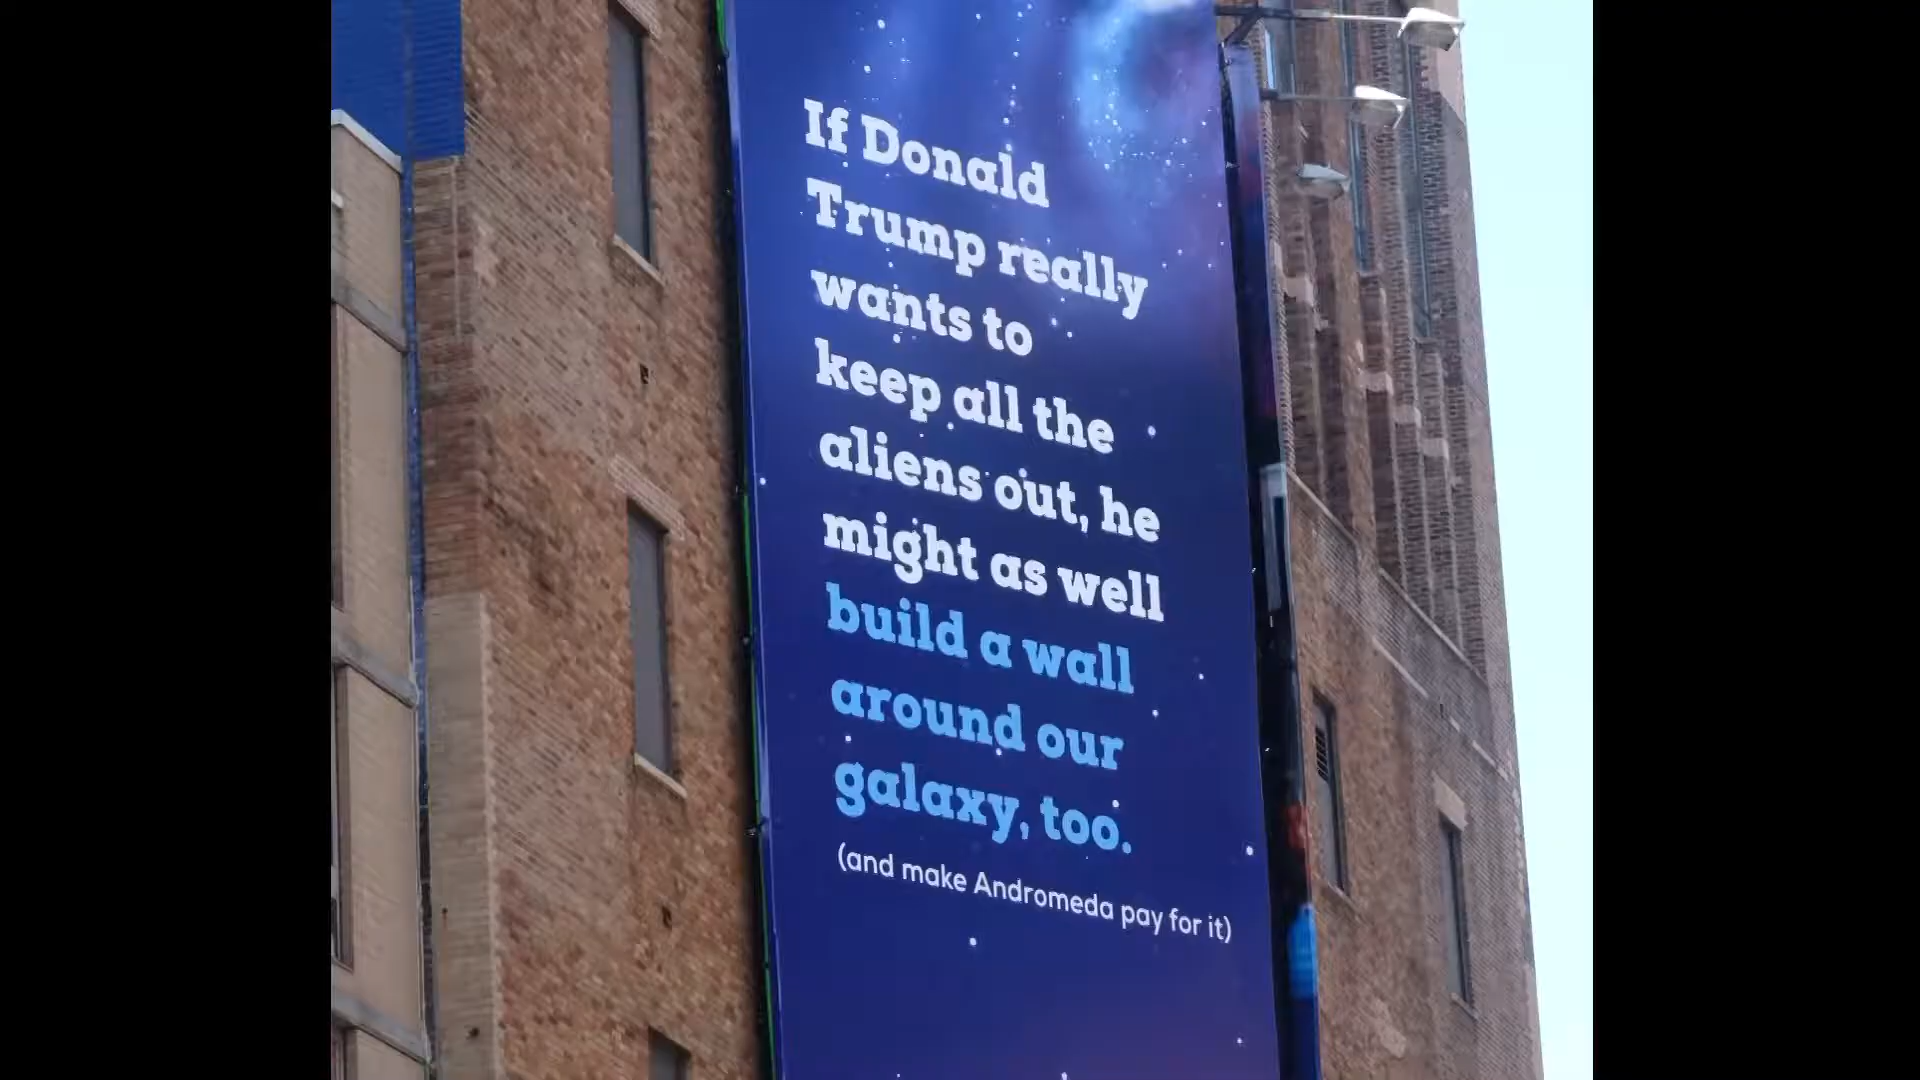 If Donald
Trump really
wants to
keep all the
aliens out, he
might as well
build a wall
around our
galaxy, too.
(and make Andromeda pay for it)